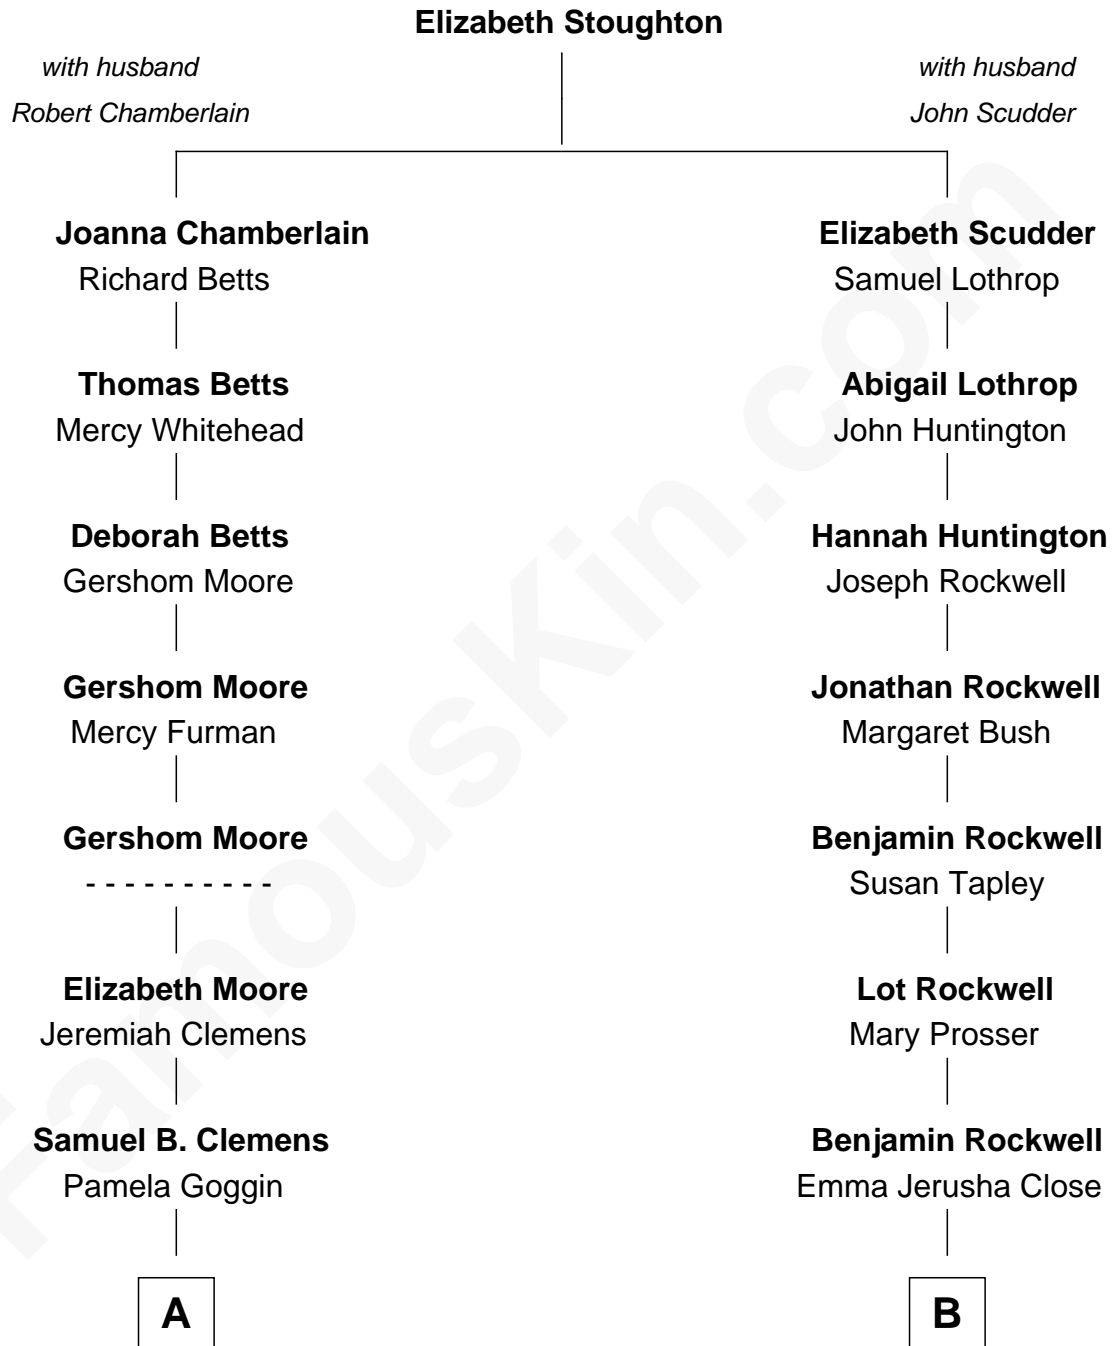 Elizabeth Stoughton
with husband
Robert Chamberlain
with husband
John Scudder
Joanna Chamberlain
Richard Betts
Elizabeth Scudder
Samuel Lothrop
Thomas Betts
Mercy Whitehead
Abigail Lothrop
John Huntington
Deborah Betts
Gershom Moore
Hannah Huntington
Joseph Rockwell
Gershom Moore
Mercy Furman
Jonathan Rockwell
Margaret Bush
Gershom Moore
- - - - - - - - - -
Benjamin Rockwell
Susan Tapley
Elizabeth Moore
Jeremiah Clemens
Lot Rockwell
Mary Prosser
Samuel B. Clemens
Pamela Goggin
Benjamin Rockwell
Emma Jerusha Close
A
B
FamousKin.com